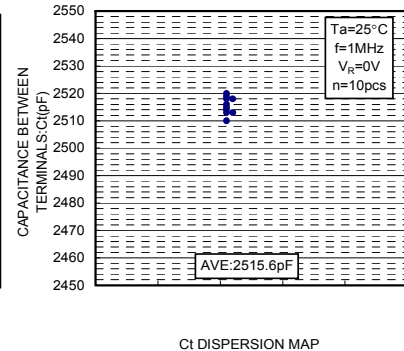 CAPACITANCE BETWEEN
TERMINALS:Ct(pF)
2550
2540
2530
2520
2510
2500
2490
2480
2470
2460
2450
Ta=25°C
f=1MHz
VR=0V
n=10pcs
AVE:2515.6pF
Ct DISPERSION MAP